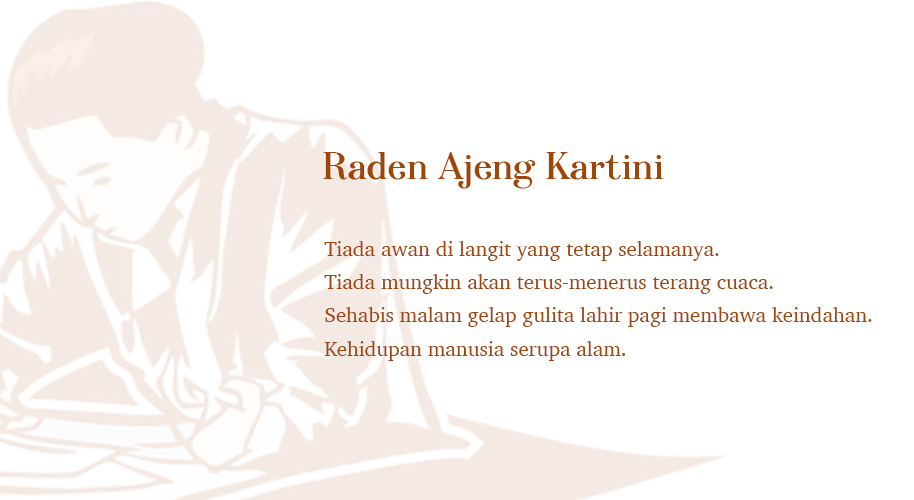 Raden Ajeng Kartini
Tiada awan di langit yang tetap selamanya.
Tiada mungkin akan terus-menerus terang cuaca.
Sehabis malam gelap gulita lahir pagi membawa keindahan.
Kehidupan manusia serupa alam.